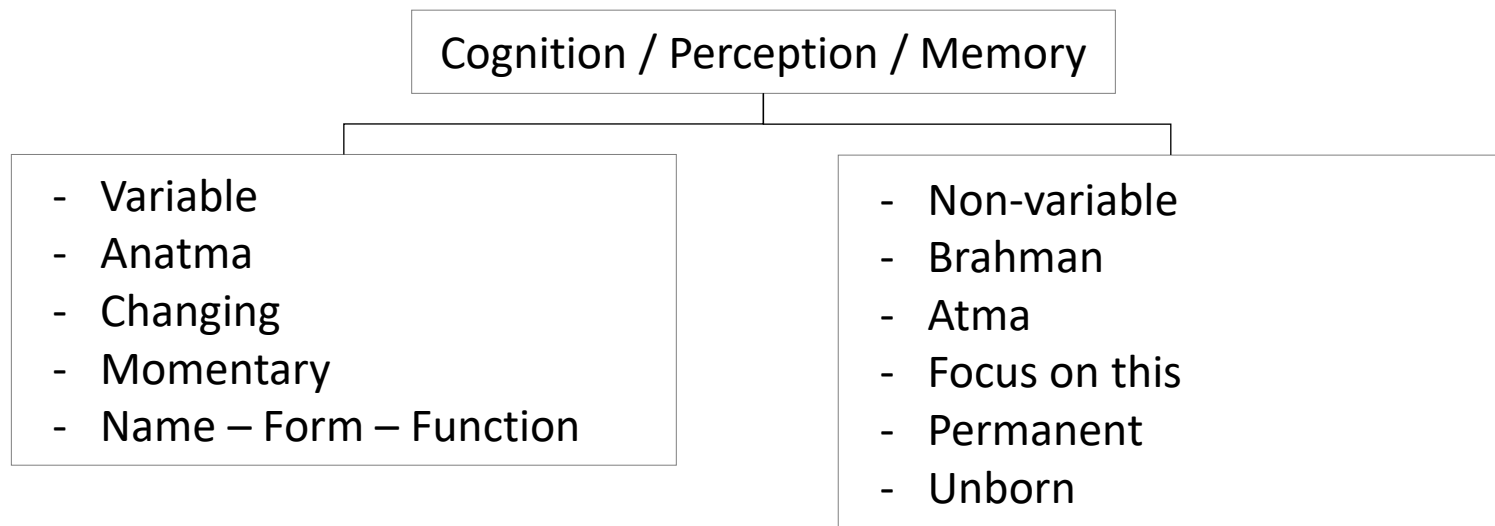 Cognition / Perception / Memory
- Variable
- Anatma
- Changing
- Momentary
- Name – Form – Function
- Non-variable
- Brahman
- Atma
- Focus on this
- Permanent
- Unborn